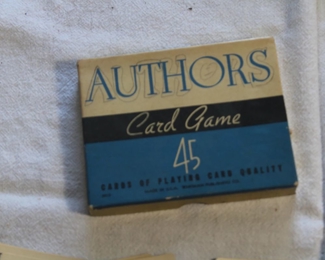 AUTHORS
Card Game
45
CARDS OF PLAYING CARD QUALITY